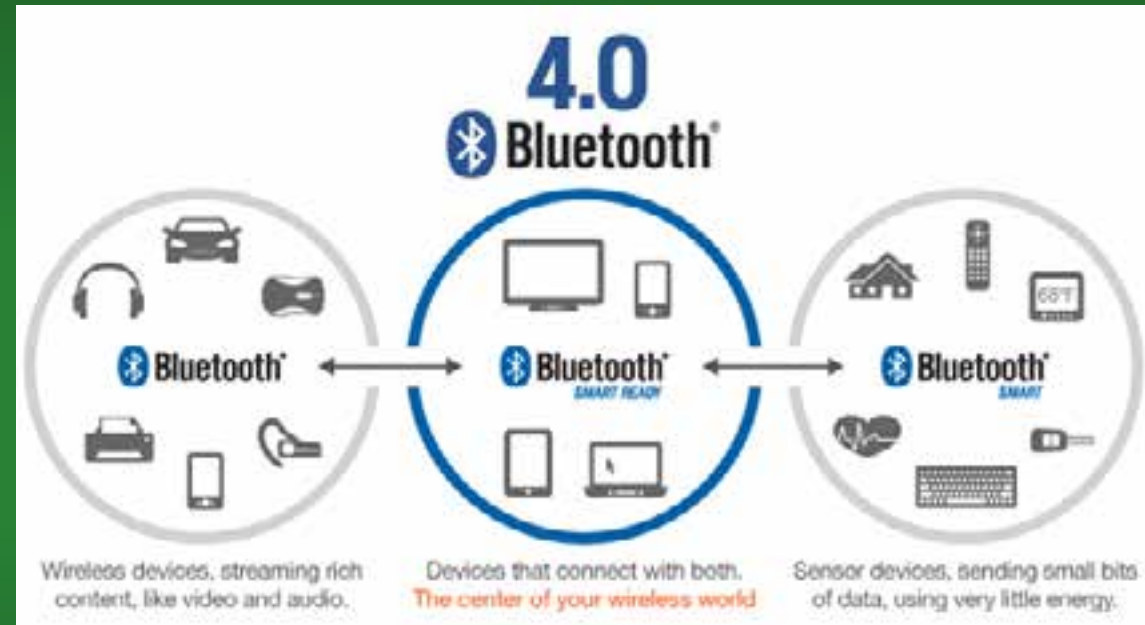 4.0
Bluetooth®
Bluetooth®
Bluetooth®
SMART READY
Bluetooth®
SMART
68°F
Wireless devices, streaming rich
content, like video and audio.
Devices that connect with both.
The center of your wireless world
Sensor devices, sending small bits
of data, using very little energy.